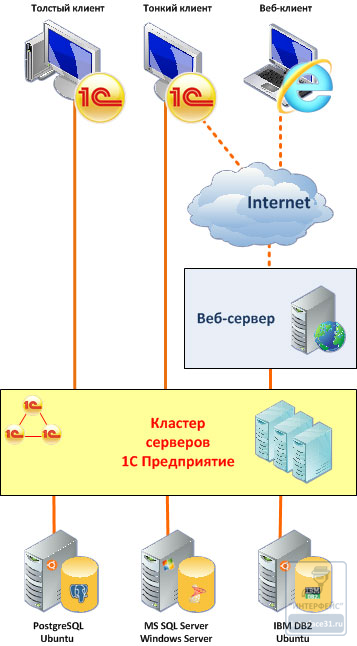 Толстый клиент
Тонкий клиент
Веб-клиент
1С
1С
Internet
Веб-сервер
1С
1С
1С
Кластер
серверов
1С Предприятие
PostgreSQL
Ubuntu
MS SQL Server
Windows Server
IBM DB2
Ubuntu
"ИНТЕРФЕЙС"